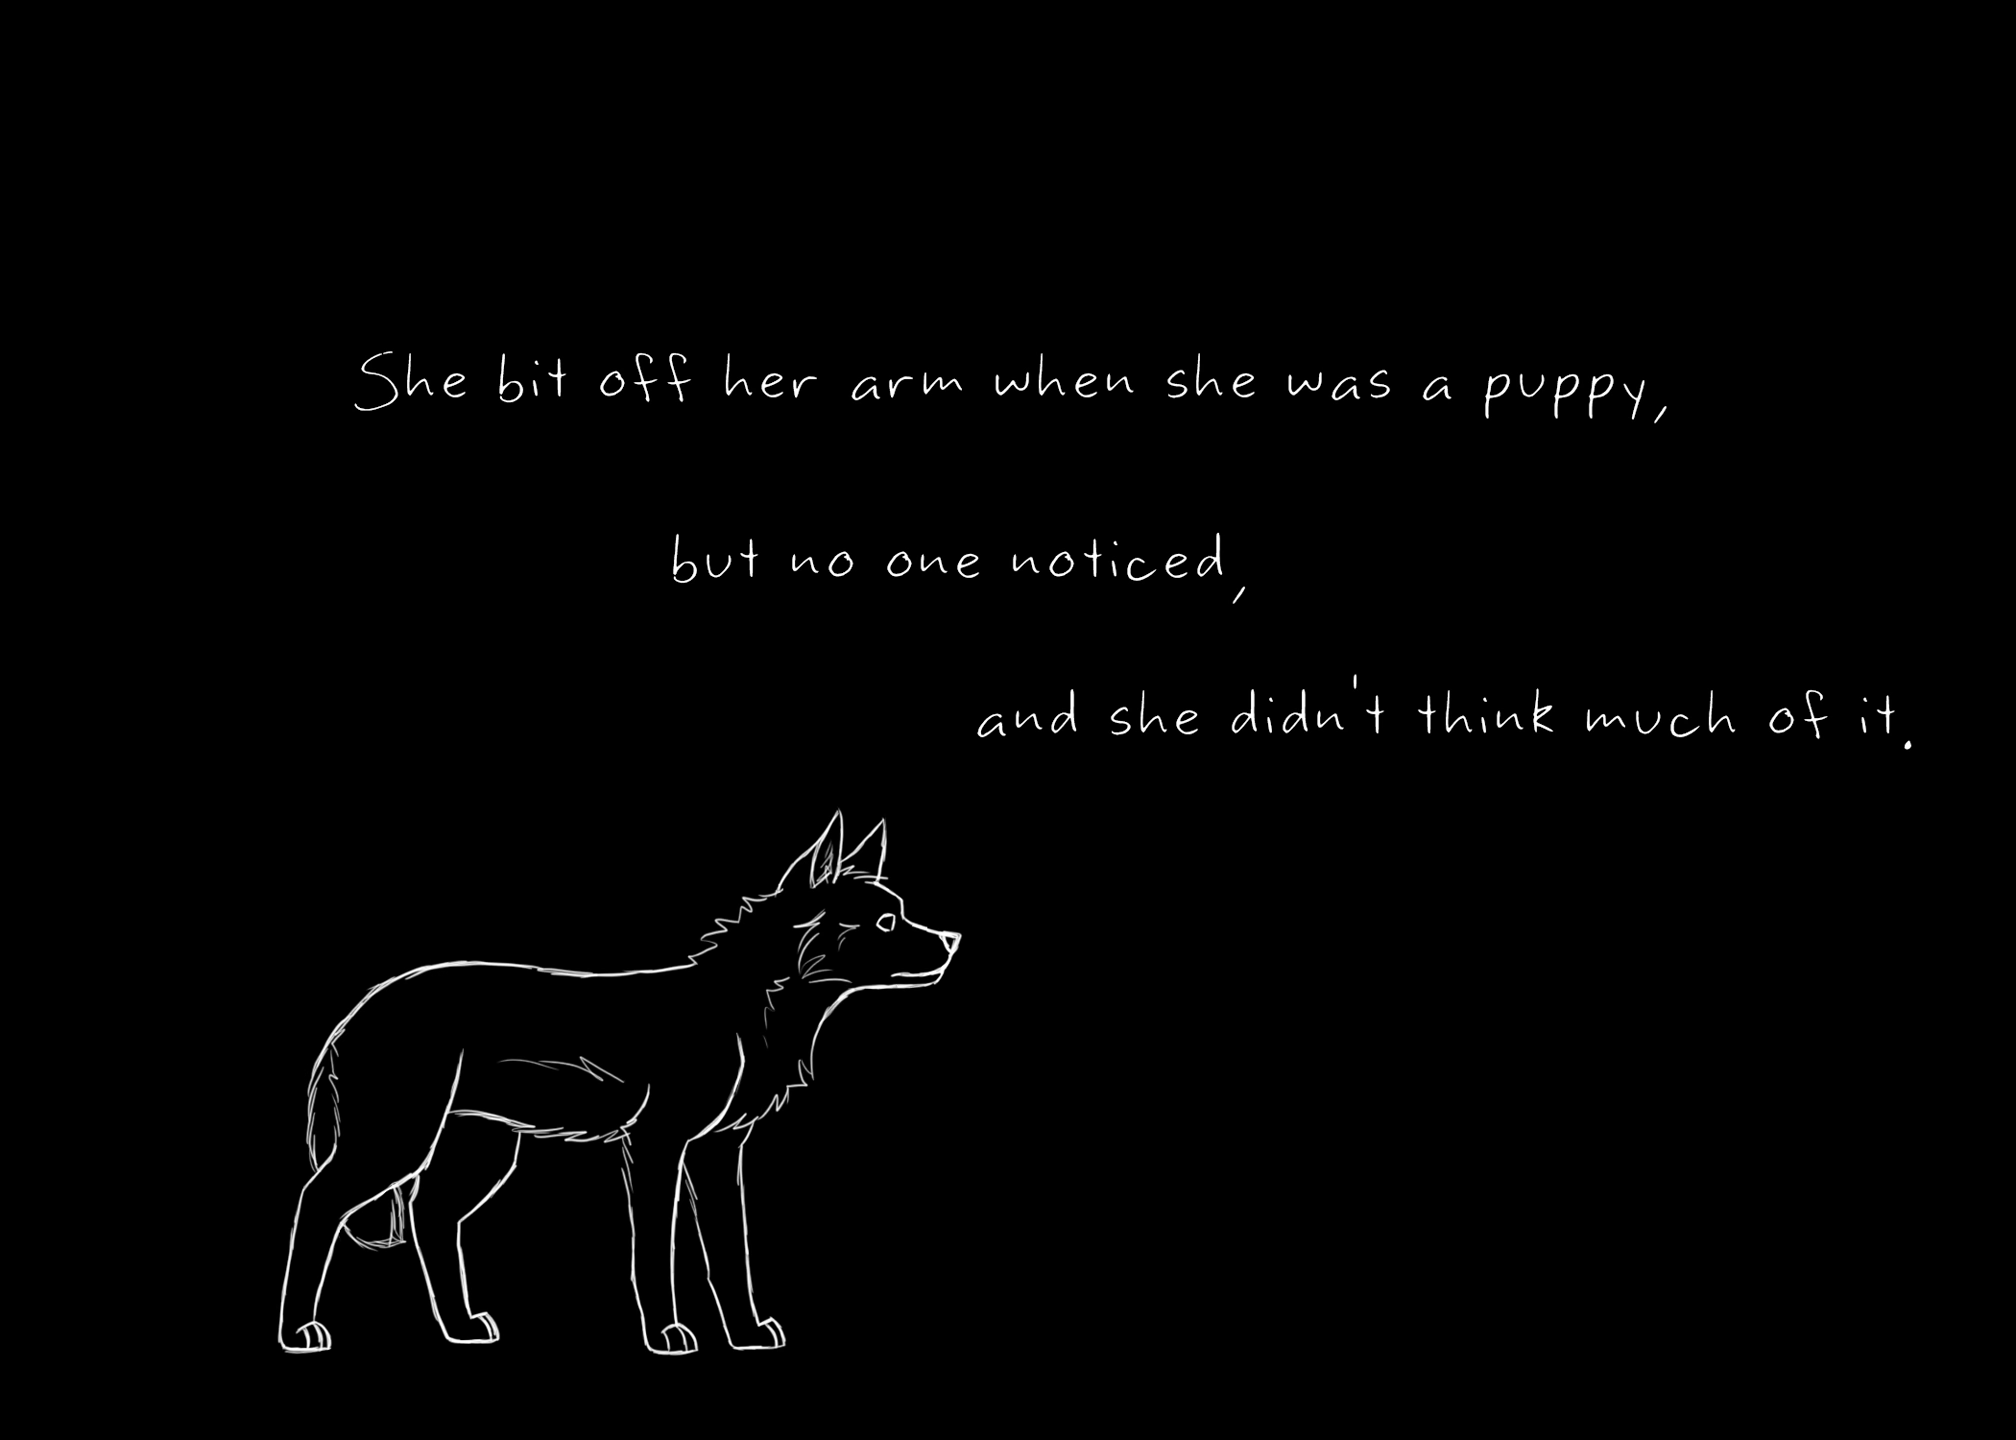 She bit off her arm when she was a puppy,
but no one noticed,
and she didn't think much of it.